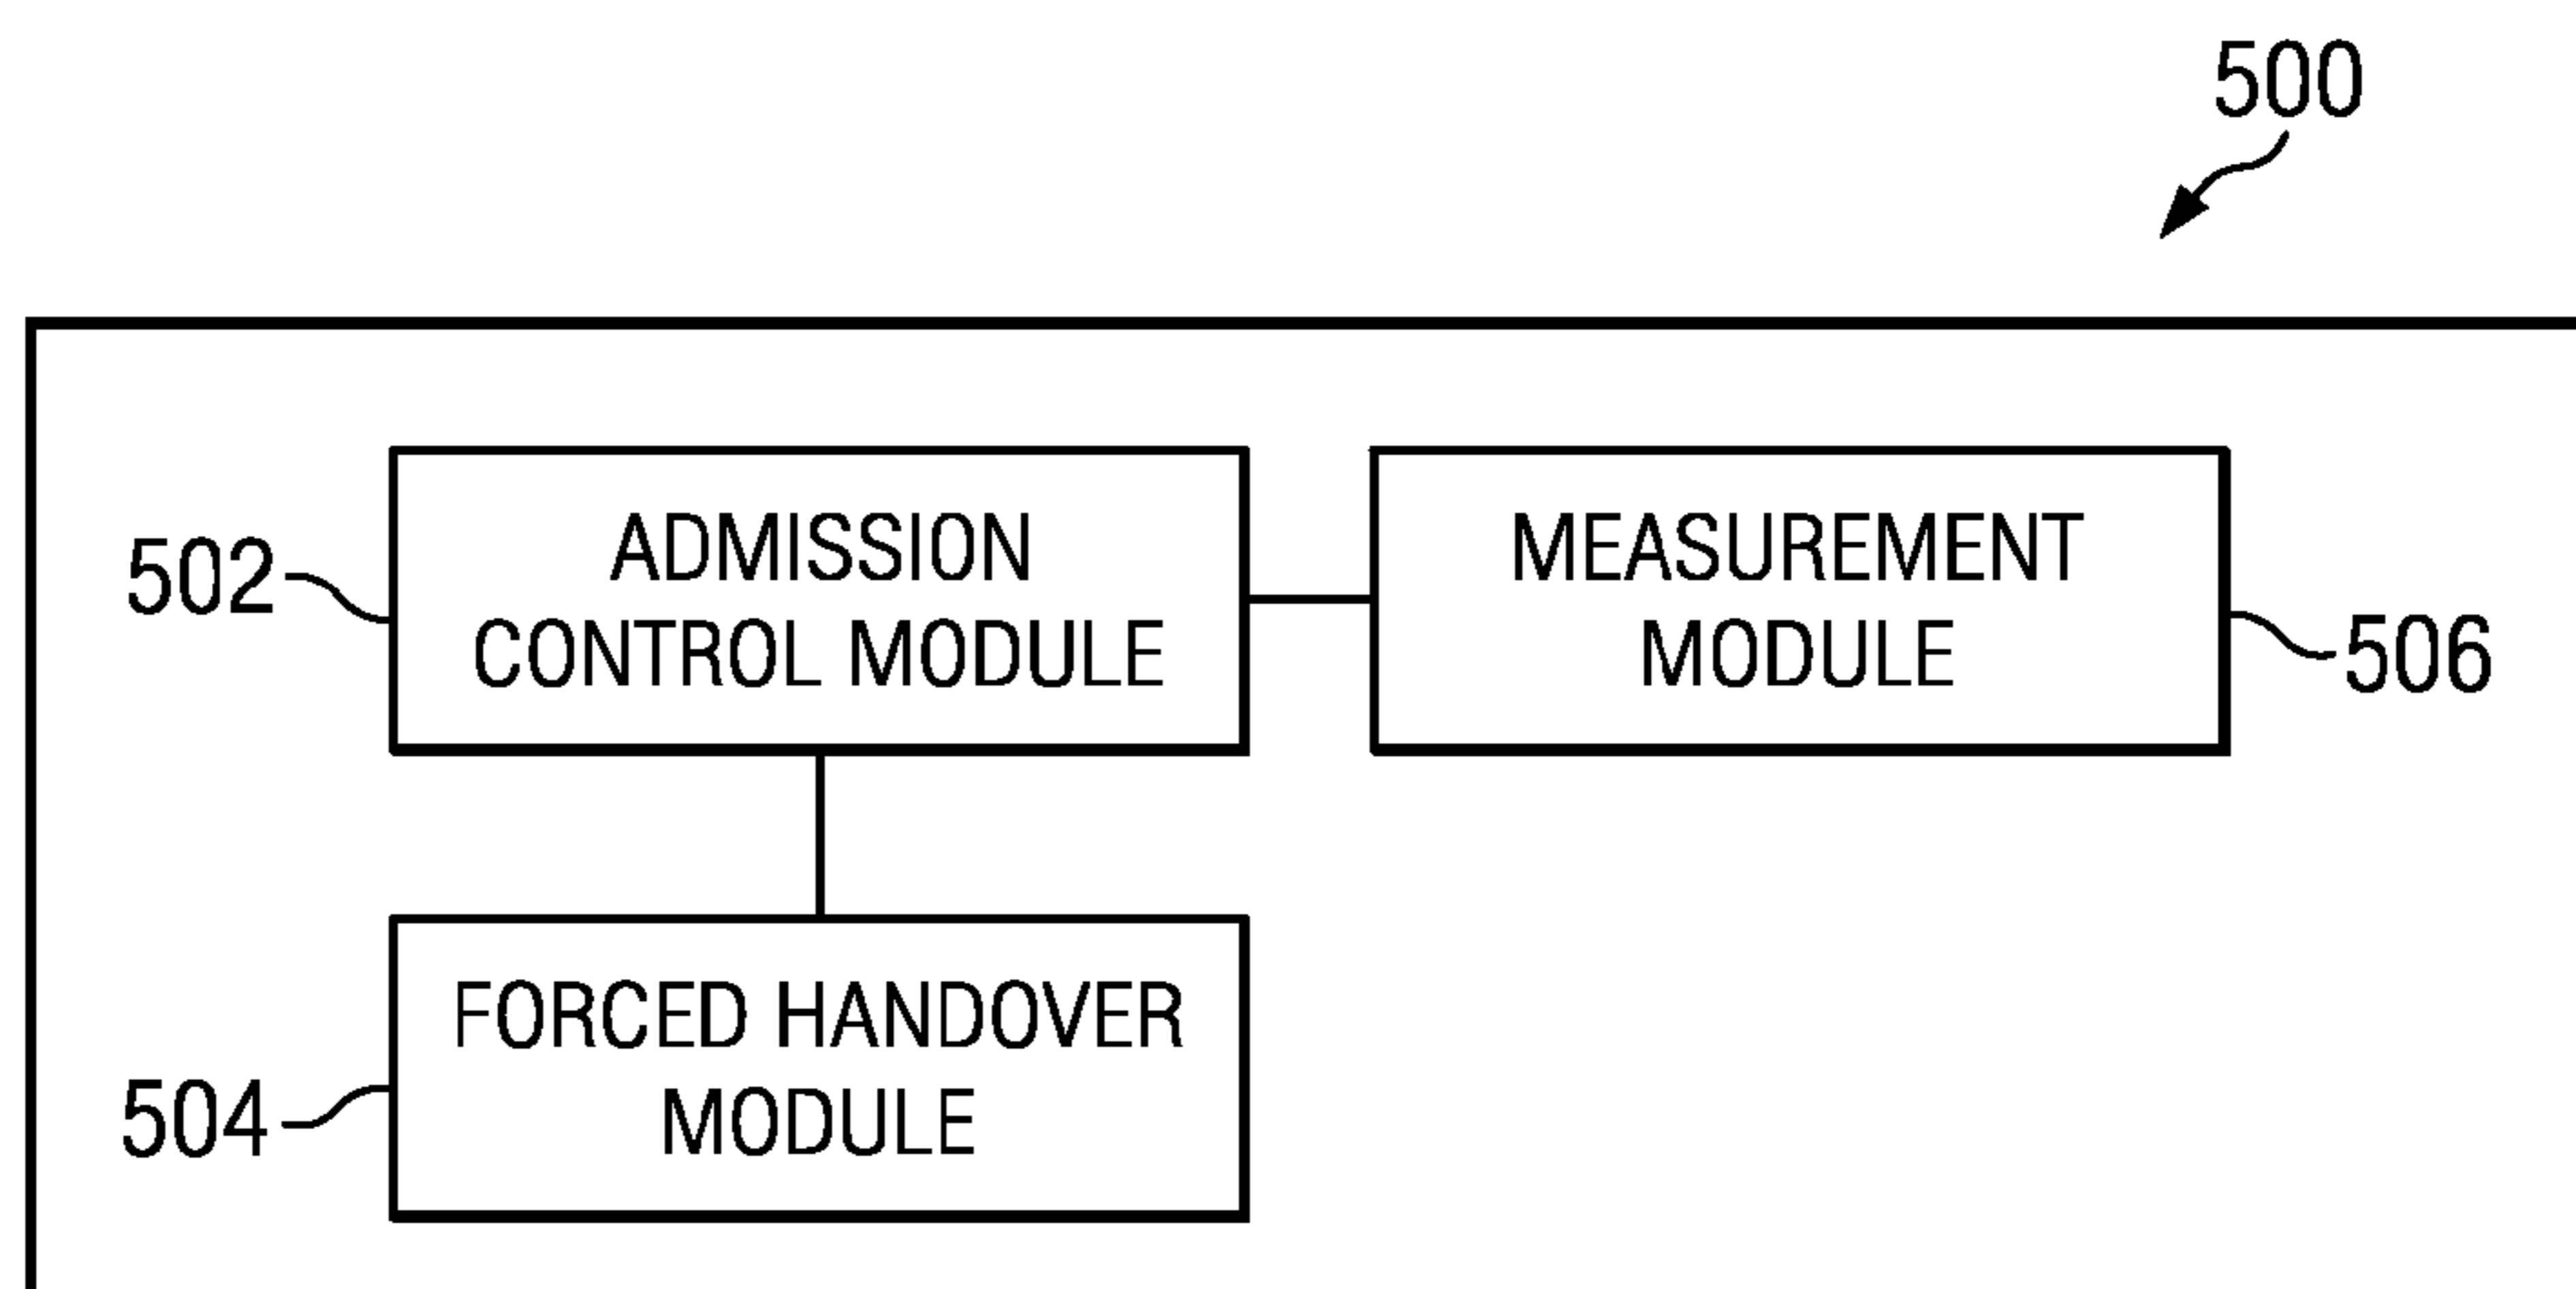 500
502
ADMISSION
CONTROL MODULE
MEASUREMENT
MODULE
506
504
FORCED HANDOVER
MODULE